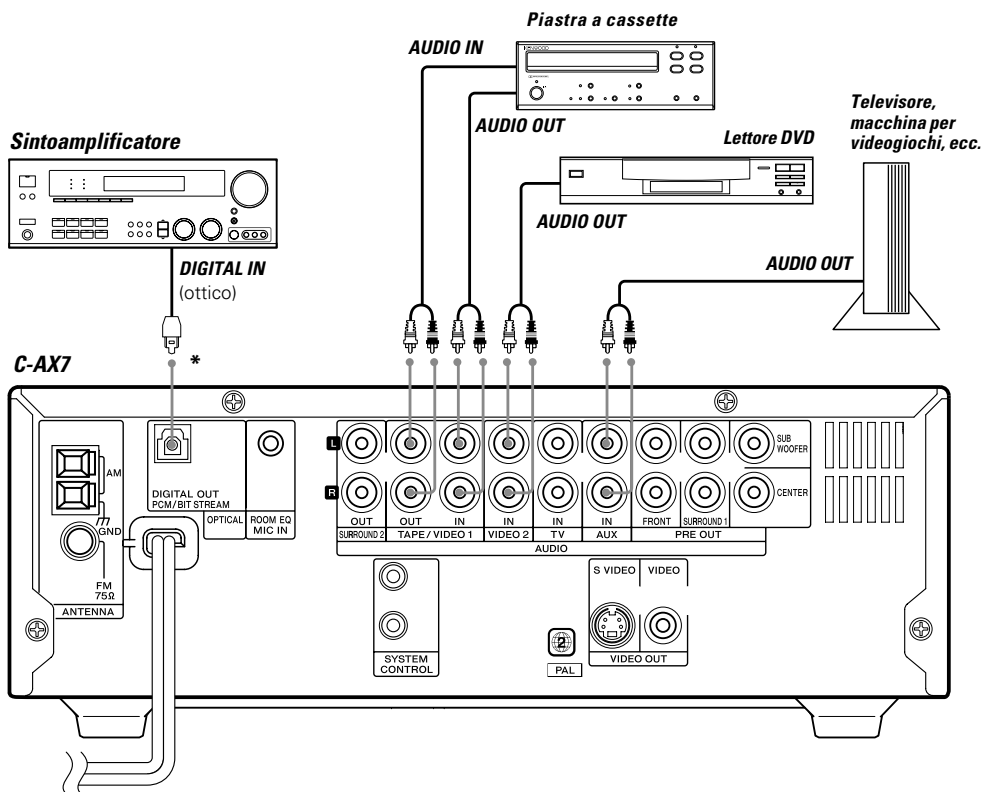 Piastra a cassette
AUDIO IN
KENWOOD
AUDIO OUT
Televisore,
macchina per
videogiochi, ecc.
Sintoamplificatore
Lettore DVD
AUDIO OUT
AUDIO OUT
DIGITAL IN
(ottico)
*
C-AX7
AM
GND
FM
75Ω
ANTENNA
DIGITAL OUT
PCM/BIT STREAM
OPTICAL
ROOM EQ
MIC IN
L
R
SUB
WOOFER
CENTER
OUT OUT IN IN IN IN FRONT SURROUND 1
SURROUND 2 TAPE / VIDEO 1 VIDEO 2 TV AUX PRE OUT
AUDIO
SYSTEM
CONTROL
2
PAL
S VIDEO VIDEO
VIDEO OUT